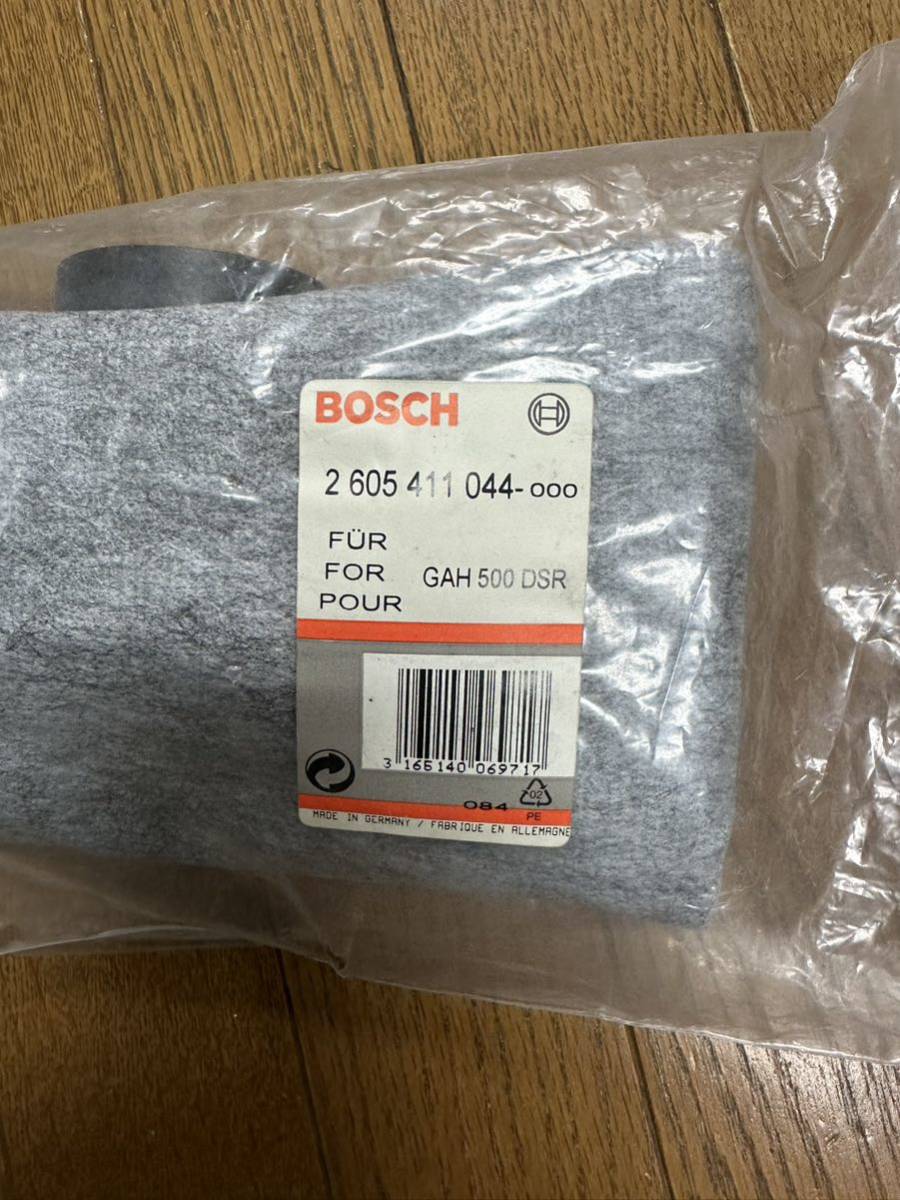 BOSCH
2 605 411 044-000
FÜR
FOR GAH 500 DSR
POUR
3 165140 069717
084
02
PE
MADE IN GERMANY / FABRIQUE EN ALLEMAGNE